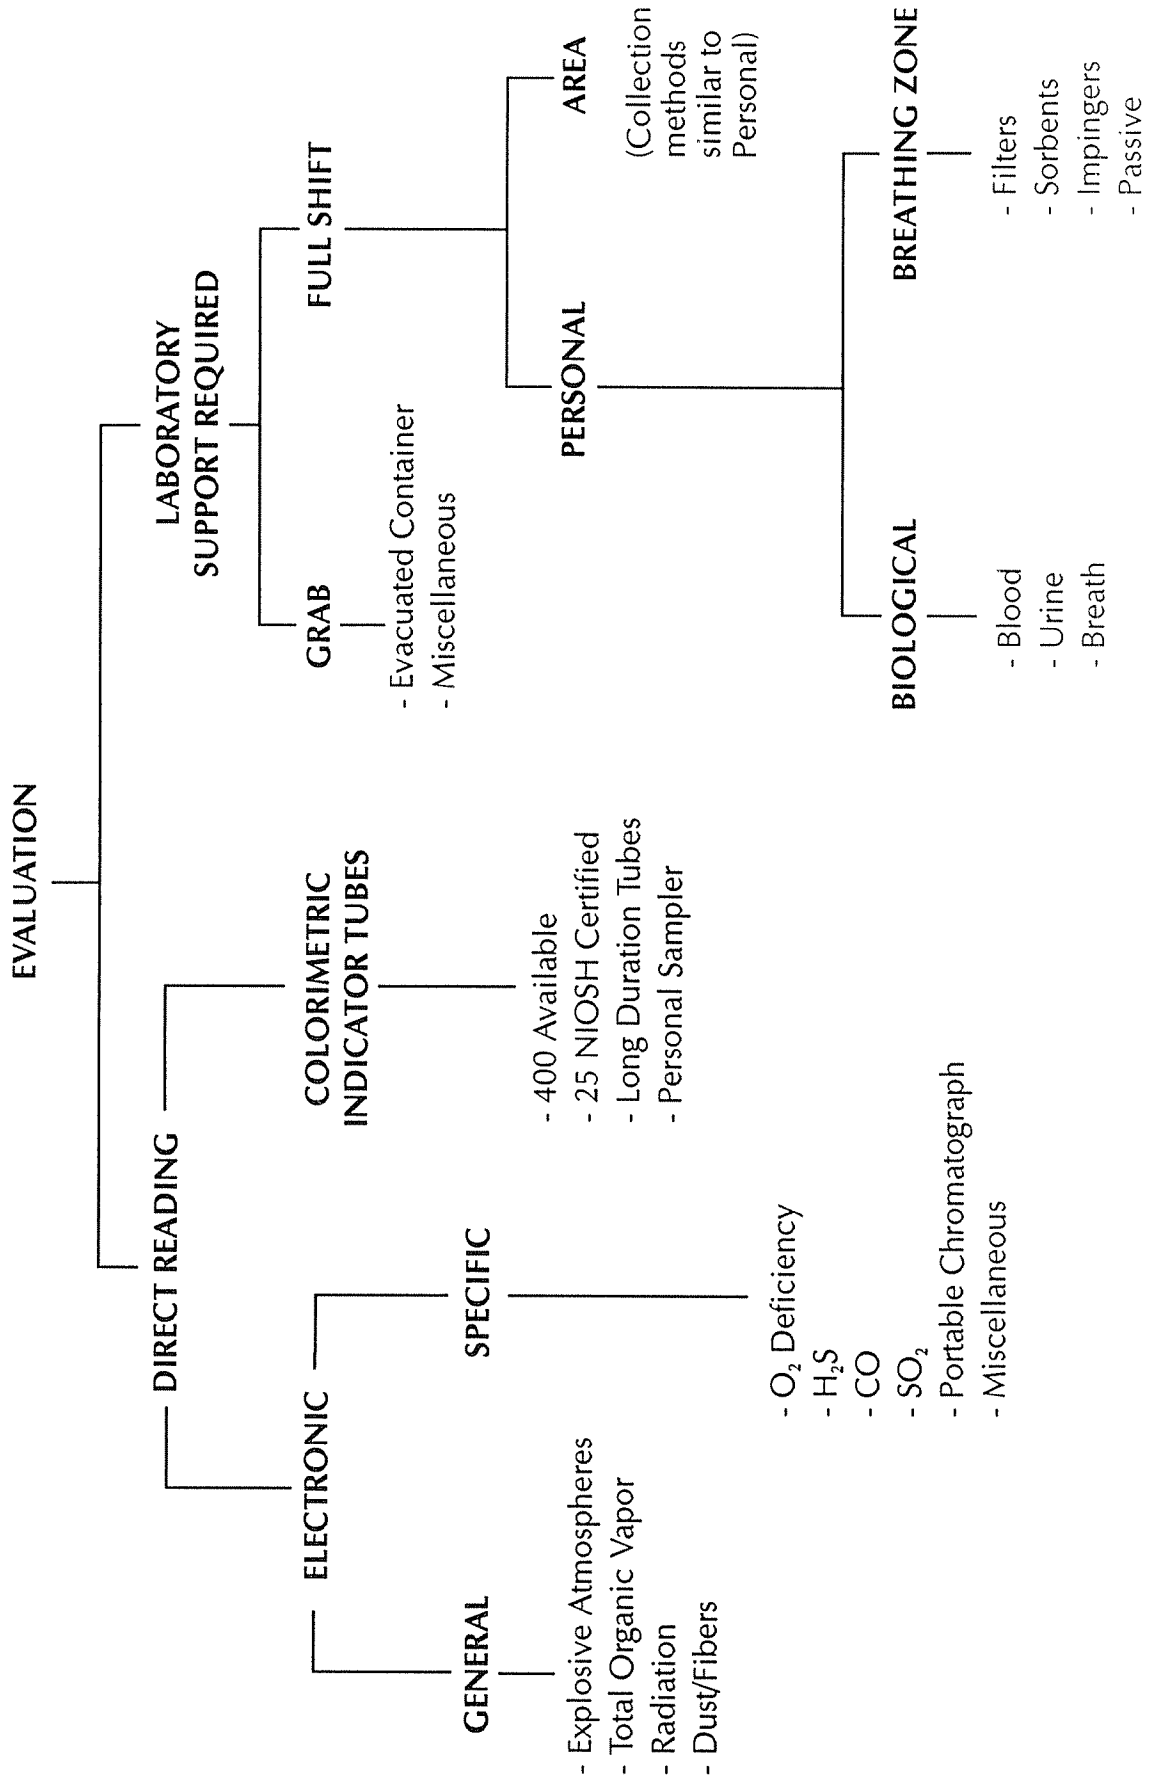 EVALUATION
DIRECT READING
ELECTRONIC
GENERAL
- Explosive Atmospheres
- Total Organic Vapor
- Radiation
- Dust/Fibers
SPECIFIC
- O₂ Deficiency
- H₂S
- CO
- SO₂
- Portable Chromatograph
- Miscellaneous
COLORIMETRIC
INDICATOR TUBES
- 400 Available
- 25 NIOSH Certified
- Long Duration Tubes
- Personal Sampler
LABORATORY
SUPPORT REQUIRED
GRAB
- Evacuated Container
- Miscellaneous
FULL SHIFT
PERSONAL
BIOLOGICAL
- Blood
- Urine
- Breath
BREATHING ZONE
- Filters
- Sorbents
- Impingers
- Passive
AREA
(Collection
methods
similar to
Personal)